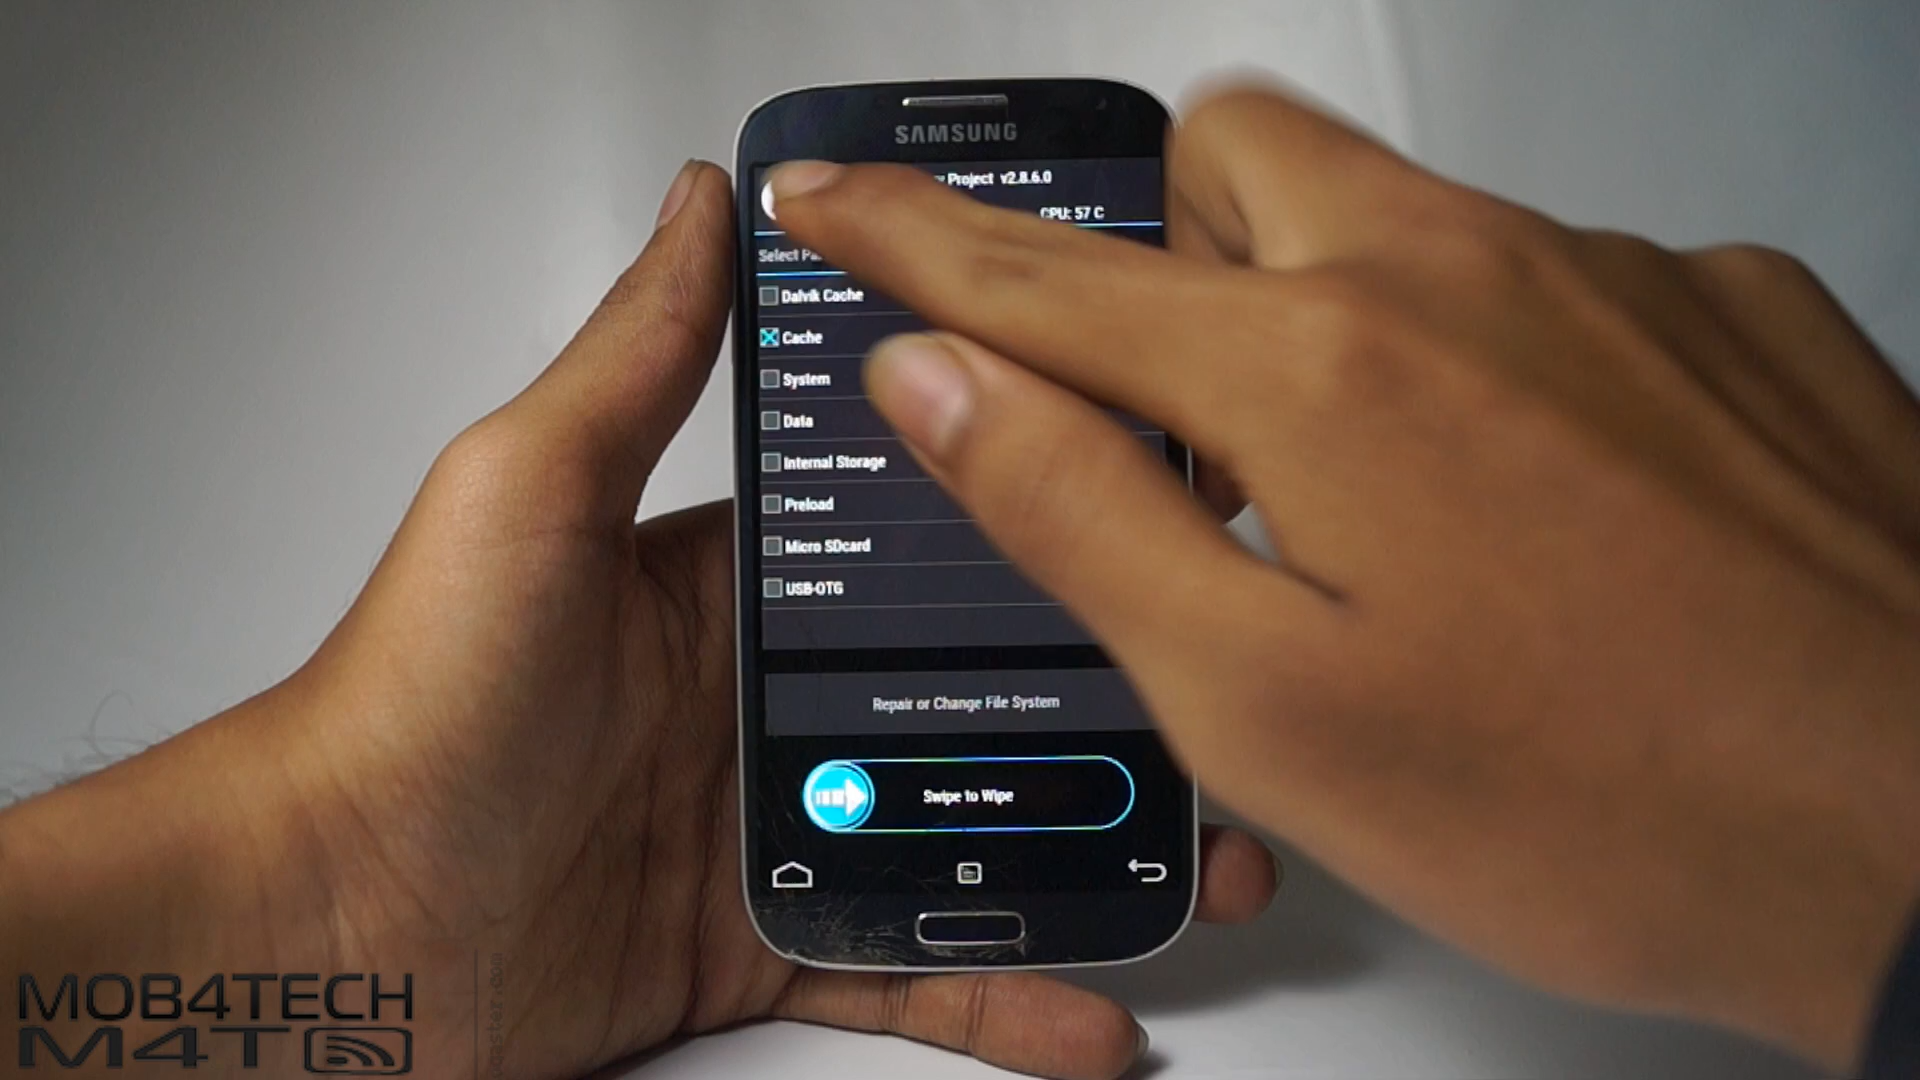 SAMSUNG
Project v2.8.6.0
CPU: 57 C
Select
Dalvik Cache
Cache
System
Data
Internal Storage
Preload
Micro SDcard
USB-OTG
Repair or Change File System
Swipe to Wipe
MOB4TECH
M4T